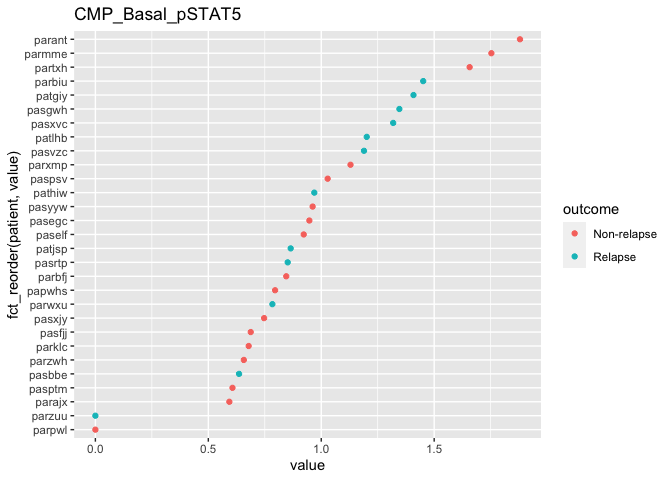 CMP_Basal_pSTAT5
fct_reorder(patient, value)
parant
parmme
partxh
parbiu
patgiy
pasgwh
pasxvc
patlhb
pasvzc
parxmp
paspsv
pathiw
pasyyw
pasegc
paself
patjsp
pasrtp
parbfj
papwhs
parwxu
pasxjy
pasfjj
parklc
parzwh
pasbbe
pasptm
parajx
parzuu
parpwl
0.0 0.5 1.0 1.5
value
outcome
Non-relapse
Relapse